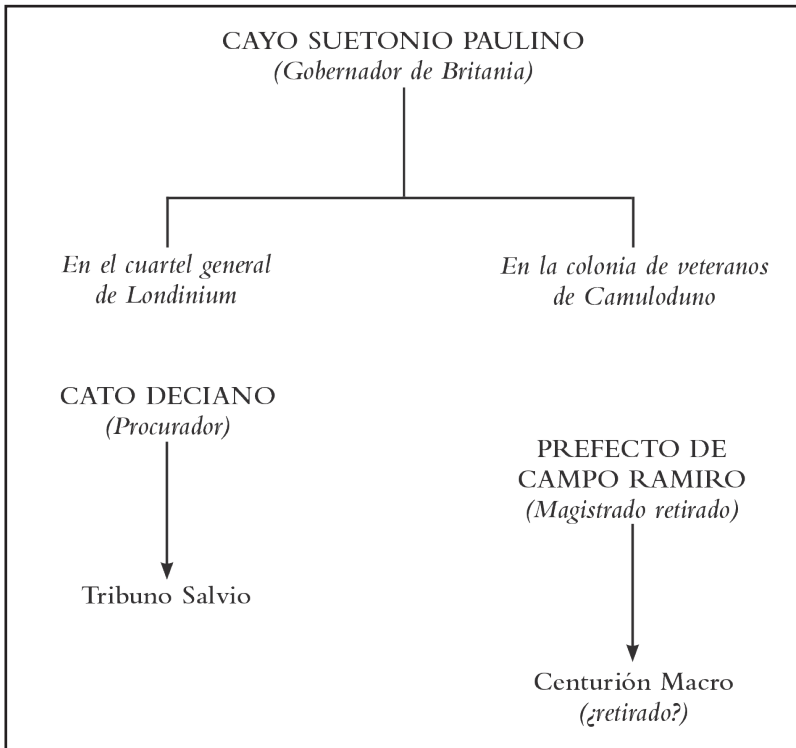 CAYO SUETONIO PAULINO
(Gobernador de Britania)
En el cuartel general
de Londinium
En la colonia de veteranos
de Camuloduno
CATO DECIANO
(Procurador)
Tribuno Salvio
PREFECTO DE
CAMPO RAMIRO
(Magistrado retirado)
Centurión Macro
(¿retirado?)